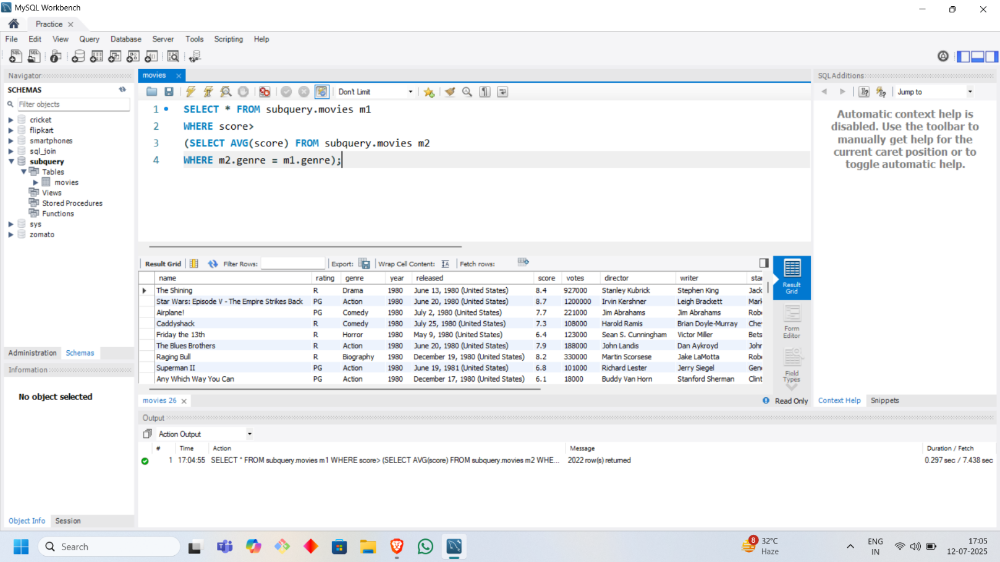 MySQL Workbench
Practice
File Edit View Query Database Server Tools Scripting Help
Navigator
SCHEMAS
Filter objects
cricket
flipkart
smartphones
sql_join
subquery
Tables
movies
Views
Stored Procedures
Functions
sys
zomato
Administration Schemas
Information
No object selected
Object Info Session
movies
Don't Limit
1 SELECT * FROM subquery.movies m1
2 WHERE score>
3 (SELECT AVG(score) FROM subquery.movies m2
4 WHERE m2.genre = m1.genre);
Result Grid Filter Rows: Export: Wrap Cell Content: Fetch rows:
name rating genre year released score votes director writer star
The Shining R Drama 1980 June 13, 1980 (United States) 8.4 927000 Stanley Kubrick Stephen King Jack
Star Wars: Episode V - The Empire Strikes Back PG Action 1980 June 20, 1980 (United States) 8.7 1200000 Irvin Kershner Leigh Brackett Mark
Airplane! PG Comedy 1980 July 2, 1980 (United States) 7.7 221000 Jim Abrahams Jim Abrahams Robe
Caddyshack R Comedy 1980 July 25, 1980 (United States) 7.3 108000 Harold Ramis Brian Doyle-Murray Chev
Friday the 13th R Horror 1980 May 9, 1980 (United States) 6.4 123000 Sean S. Cunningham Victor Miller Bets
The Blues Brothers R Action 1980 June 20, 1980 (United States) 7.9 188000 John Landis Dan Aykroyd John
Raging Bull R Biography 1980 December 19, 1980 (United States) 8.2 330000 Martin Scorsese Jake LaMotta Robe
Superman II PG Action 1980 June 19, 1981 (United States) 6.8 101000 Richard Lester Jerry Siegel Gene
Any Which Way You Can PG Action 1980 December 17, 1980 (United States) 6.1 18000 Buddy Van Horn Stanford Sherman Clint
Result
Grid
Form
Editor
Field
Types
movies 26
Read Only
SQLAdditions
Jump to
Automatic context help is
disabled. Use the toolbar to
manually get help for the
current caret position or to
toggle automatic help.
Context Help Snippets
Output
Action Output
# Time Action Message Duration / Fetch
1 17:04:55 SELECT * FROM subquery.movies m1 WHERE score> (SELECT AVG(score) FROM subquery.movies m2 WHE... 2022 row(s) returned 0.297 sec / 7.438 sec
Search
8
32°C
Haze
ENG
IN
17:05
12-07-2025